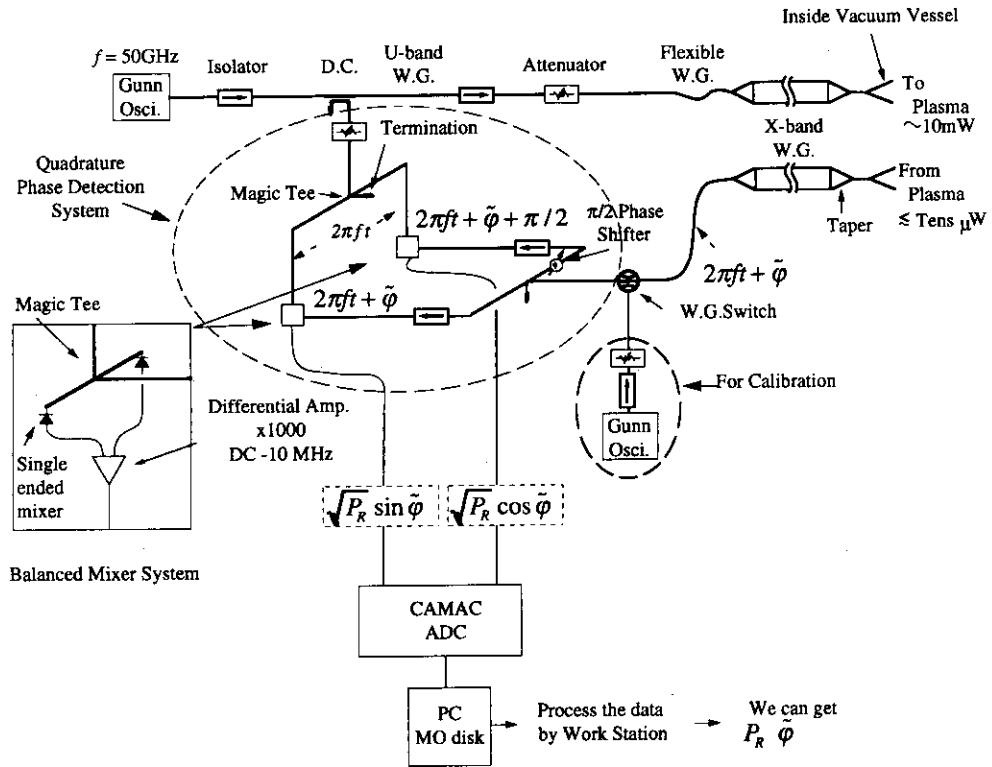 Inside Vacuum Vessel
f = 50GHz
Isolator
D.C.
U-band
W.G.
Attenuator
Flexible
W.G.
Gunn
Osci.
To
Plasma
~10mW
Termination
X-band
W.G.
Quadrature
Phase Detection
System
Magic Tee
From
Plasma
≲ Tens μW
Taper
2πft
2πft + φ̃ + π/2
π/2 Phase
Shifter
2πft + φ̃
2πft + φ̃
W.G.Switch
Magic Tee
For Calibration
Differential Amp.
x1000
DC -10 MHz
Gunn
Osci.
Single
ended
mixer
√P_R sin φ̃
√P_R cos φ̃
Balanced Mixer System
CAMAC
ADC
PC
MO disk
Process the data
by Work Station
We can get
P_R φ̃